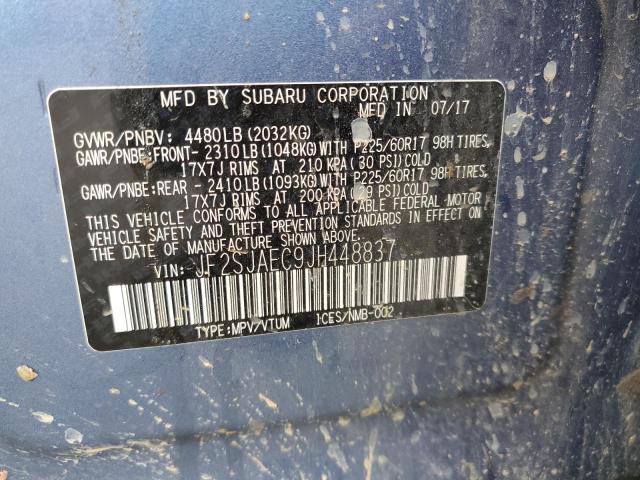 MFD BY SUBARU CORPORATION
MED IN 07/17
GVWR/PNBV: 4480LB (2032KG)
GAWR/PNBE:FRONT- 2310LB (1048KG) WITH P225/60R17 98H TIRES,
17X7J RIMS AT 210 KPA (30 PSI) COLD
GAWR/PNBE:REAR - 2410LB (1093KG) WITH P225/60R17 98H TIRES,
17X7J RIMS AT 200 KPA (29 PSI) COLD
THIS VEHICLE CONFORMS TO ALL APPLICABLE FEDERAL MOTOR
VEHICLE SAFETY AND THEFT PREVENTION STANDARDS IN EFFECT ON
THE DATE OF MANUFACTURE SHOWN ABOVE.
VIN: JF2SJAEC9JH448837
TYPE:MPV/VTUM ICES/NMB-002